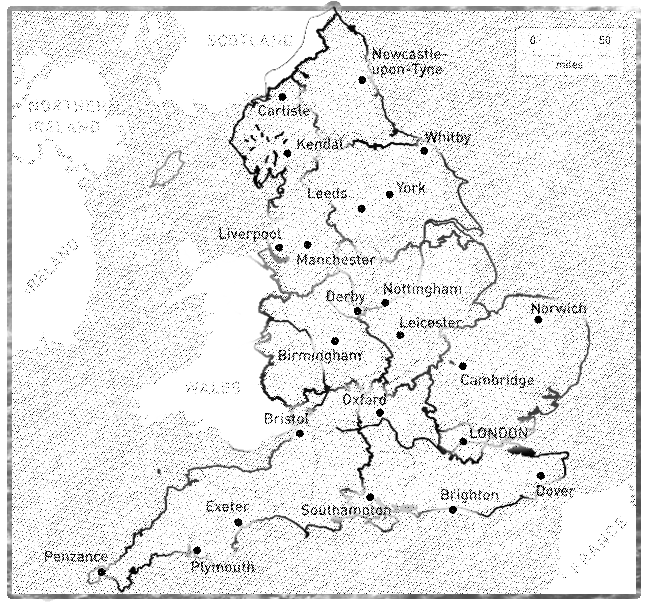 SCOTLAND
0 50
miles
Newcastle-
upon-Tyne
Carlisle
NORTHERN
IRELAND
Kendal
Whitby
Leeds
York
Liverpool
Manchester
IRELAND
Derby
Nottingham
Norwich
Leicester
Birmingham
Cambridge
WALES
Oxford
Bristol
LONDON
Dover
Exeter
Southampton
Brighton
FRANCE
Penzance
Plymouth